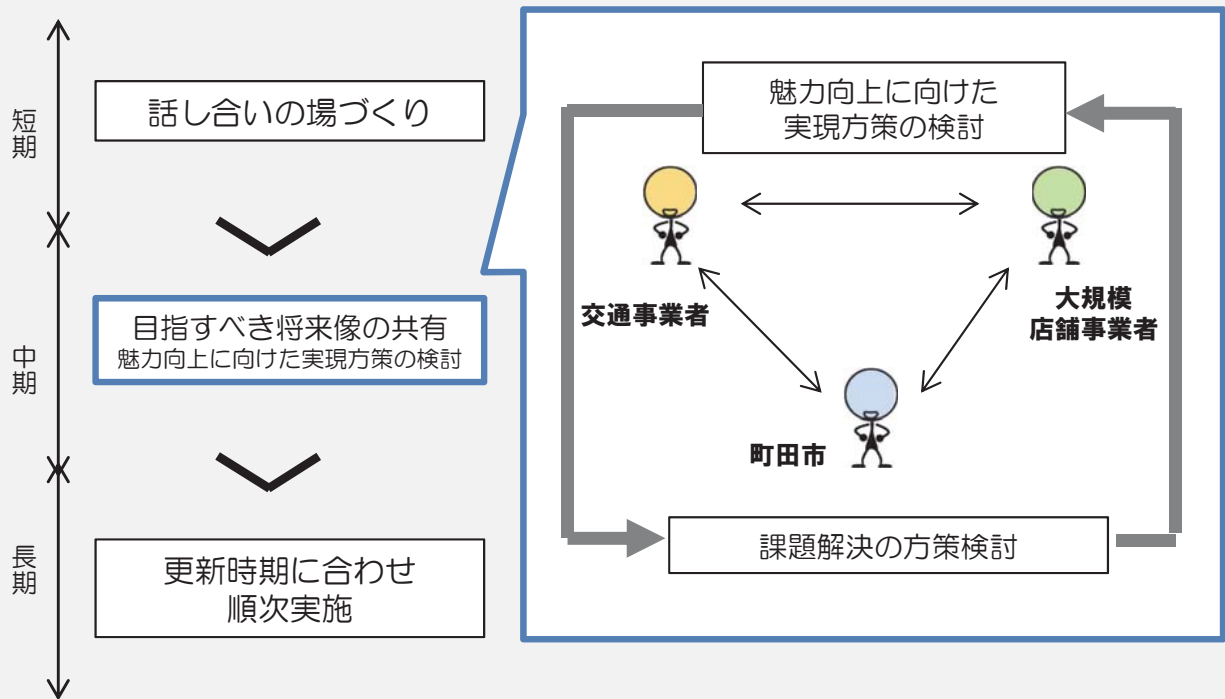 短期
話し合いの場づくり
中期
目指すべき将来像の共有
魅力向上に向けた実現方策の検討
長期
更新時期に合わせ
順次実施
魅力向上に向けた
実現方策の検討
交通事業者
大規模
店舗事業者
町田市
課題解決の方策検討